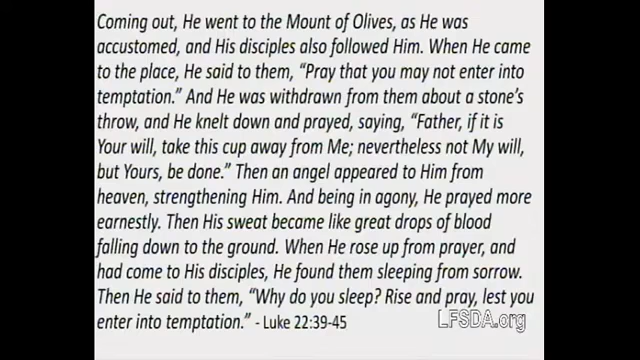 Coming out, He went to the Mount of Olives, as He was
accustomed, and His disciples also followed Him. When He came
to the place, He said to them, “Pray that you may not enter into
temptation.” And He was withdrawn from them about a stone’s
throw, and He knelt down and prayed, saying, “Father, if it is
Your will, take this cup away from Me; nevertheless not My will,
but Yours, be done.” Then an angel appeared to Him from
heaven, strengthening Him. And being in agony, He prayed more
earnestly. Then His sweat became like great drops of blood
falling down to the ground. When He rose up from prayer, and
had come to His disciples, He found them sleeping from sorrow.
Then He said to them, “Why do you sleep? Rise and pray, lest you
enter into temptation.” - Luke 22:39-45
LFSDA.org